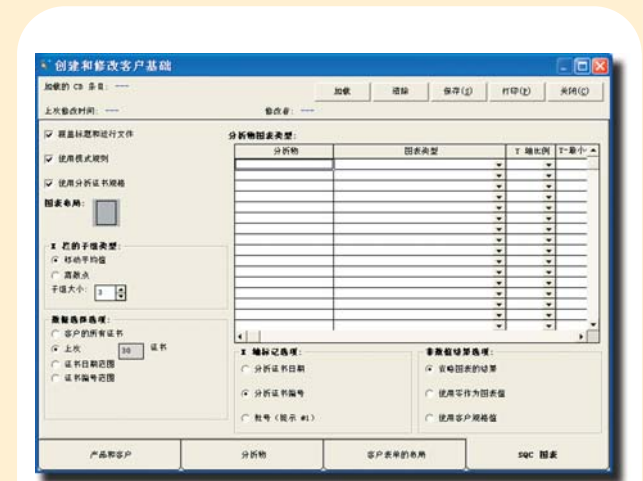 创建和修改客户基础
加载的 CD 条目: ---
加载 清除 保存(S) 打印(P) 关闭(C)
上次修改时间: --- 修改者: ---
覆盖标题和运行文件
使用模式规则
使用分析证书规格
图表布局:
X 栏的子组类型:
移动平均值
离散点
子组大小: 3
数据选择选项:
客户的所有证书
上次 30 证书
证书日期范围
证书编号范围
分析物图表类型:
分析物 图表类型 Y 轴比例 Y-最小
X 轴标记选项:
分析证书日期
分析证书编号
批号 (提示 #1)
非数值结果选项:
省略图表的结果
使用零作为图表值
使用客户规格值
产品和客户 分析物 客户表单的布局 SQC 图表